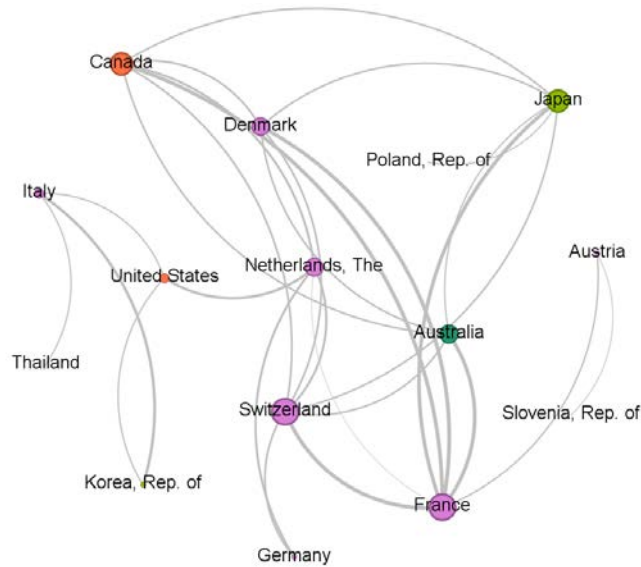 Canada
Japan
Denmark
Poland, Rep. of
Italy
Austria
Netherlands, The
United States
Australia
Thailand
Switzerland
Slovenia, Rep. of
Korea, Rep. of
France
Germany